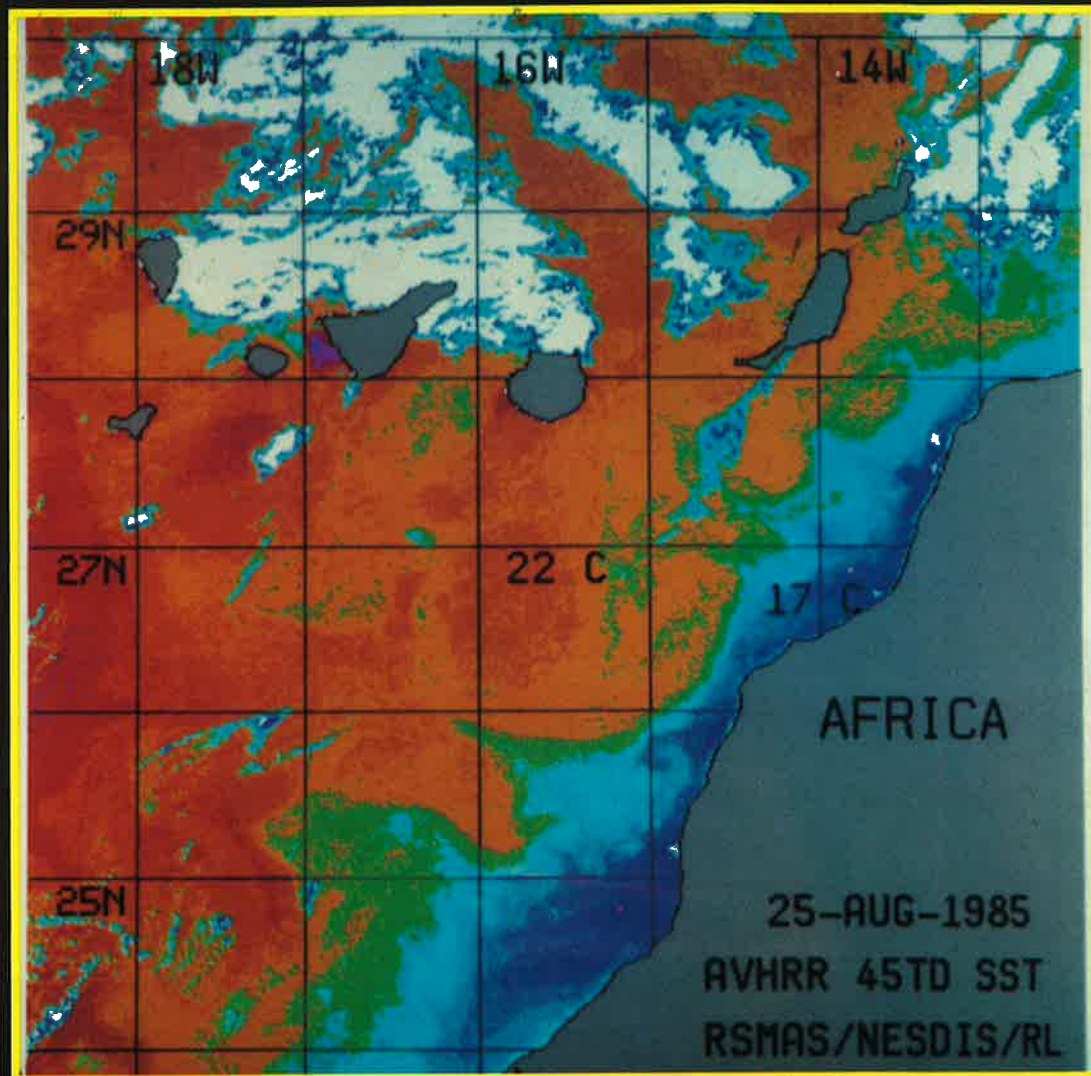 18W 16W 14W
29N
27N 22 C
17 C
AFRICA
25N
25-AUG-1985
AVHRR 45TD SST
RSMAS/NESDIS/RL